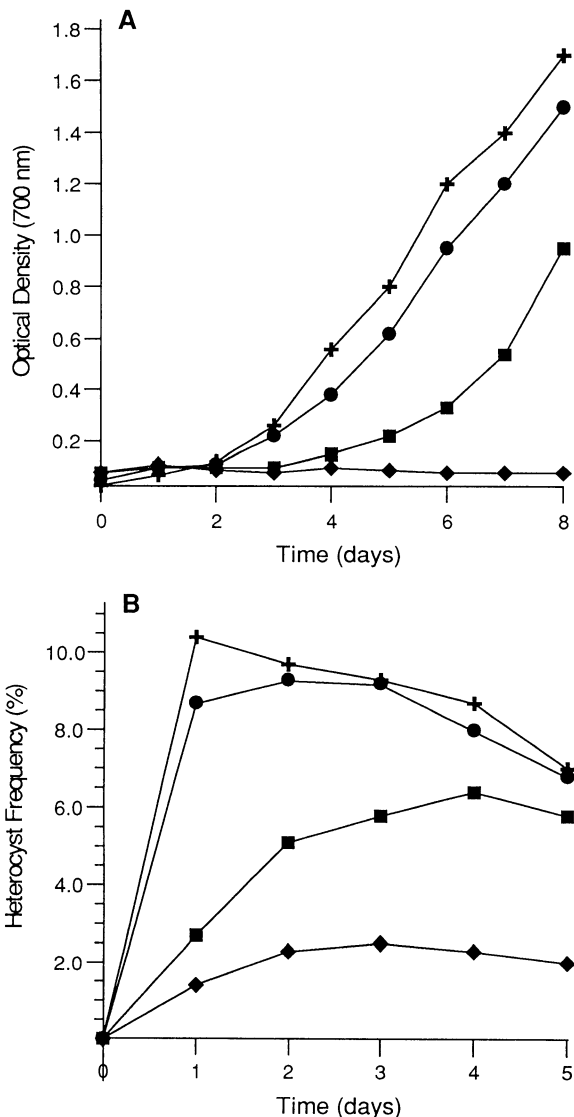 A
1.8
1.6
1.4
1.2
1.0
0.8
0.6
0.4
0.2
Optical Density (700 nm)
0 2 4 6 8
Time (days)
B
10.0
8.0
6.0
4.0
2.0
Heterocyst Frequency (%)
0 1 2 3 4 5
Time (days)